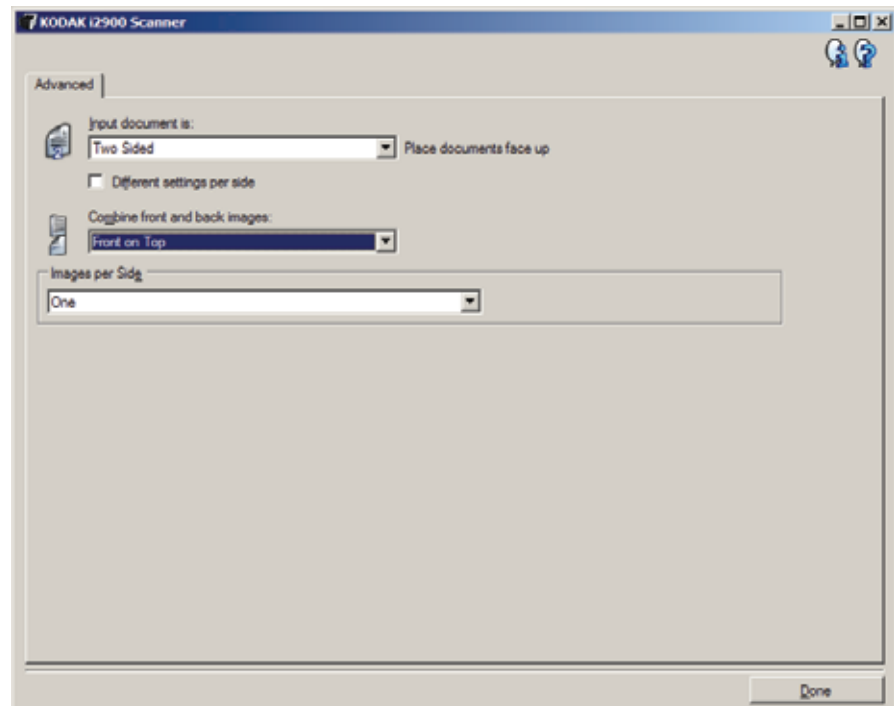 KODAK i2900 Scanner
Advanced
Input document is:
Two Sided
Place documents face up
Different settings per side
Combine front and back images:
Front on Top
Images per Side
One
Done